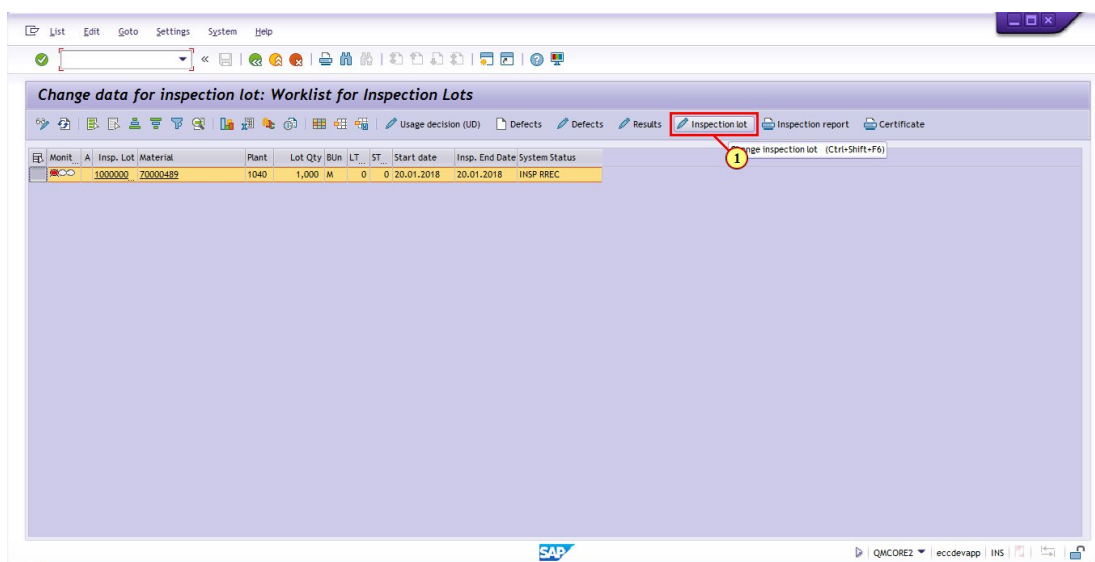 List Edit Goto Settings System Help
Change data for inspection lot: Worklist for Inspection Lots
Usage decision (UD) Defects Defects Results Inspection lot Inspection report Certificate
Monit... A Insp. Lot Material Plant Lot Qty BUn LT... ST... Start date Insp. End Date System Status
1 nge inspection lot (Ctrl+Shift+F6)
1000000 70000489 1040 1,000 M 0 0 20.01.2018 20.01.2018 INSP RREC
SAP QMCORE2 eccdevapp INS